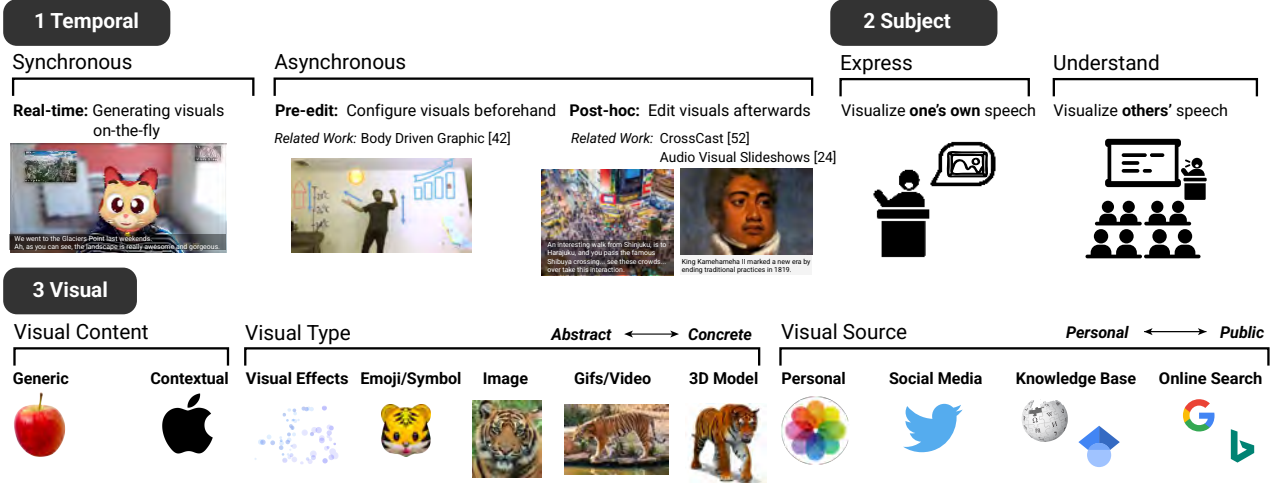 1 Temporal
Synchronous
Real-time: Generating visuals
on-the-fly
We went to the Glaciers Point last weekends.
Ah, as you can see, the landscape is really awesome and gorgeous.
Asynchronous
Pre-edit: Configure visuals beforehand
Related Work: Body Driven Graphic [42]
Post-hoc: Edit visuals afterwards
Related Work: CrossCast [52]
Audio Visual Slideshows [24]
An interesting walk from Shinjuku, is to
Harajuku, and you pass the famous
Shibuya crossing... see these crowds...
over take this interaction.
King Kamehameha II marked a new era by
ending traditional practices in 1819.
2 Subject
Express
Visualize one's own speech
Understand
Visualize others' speech
3 Visual
Visual Content
Generic
Contextual
Visual Type
Abstract
Concrete
Visual Effects
Emoji/Symbol
Image
Gifs/Video
3D Model
Visual Source
Personal
Public
Personal
Social Media
Knowledge Base
Online Search